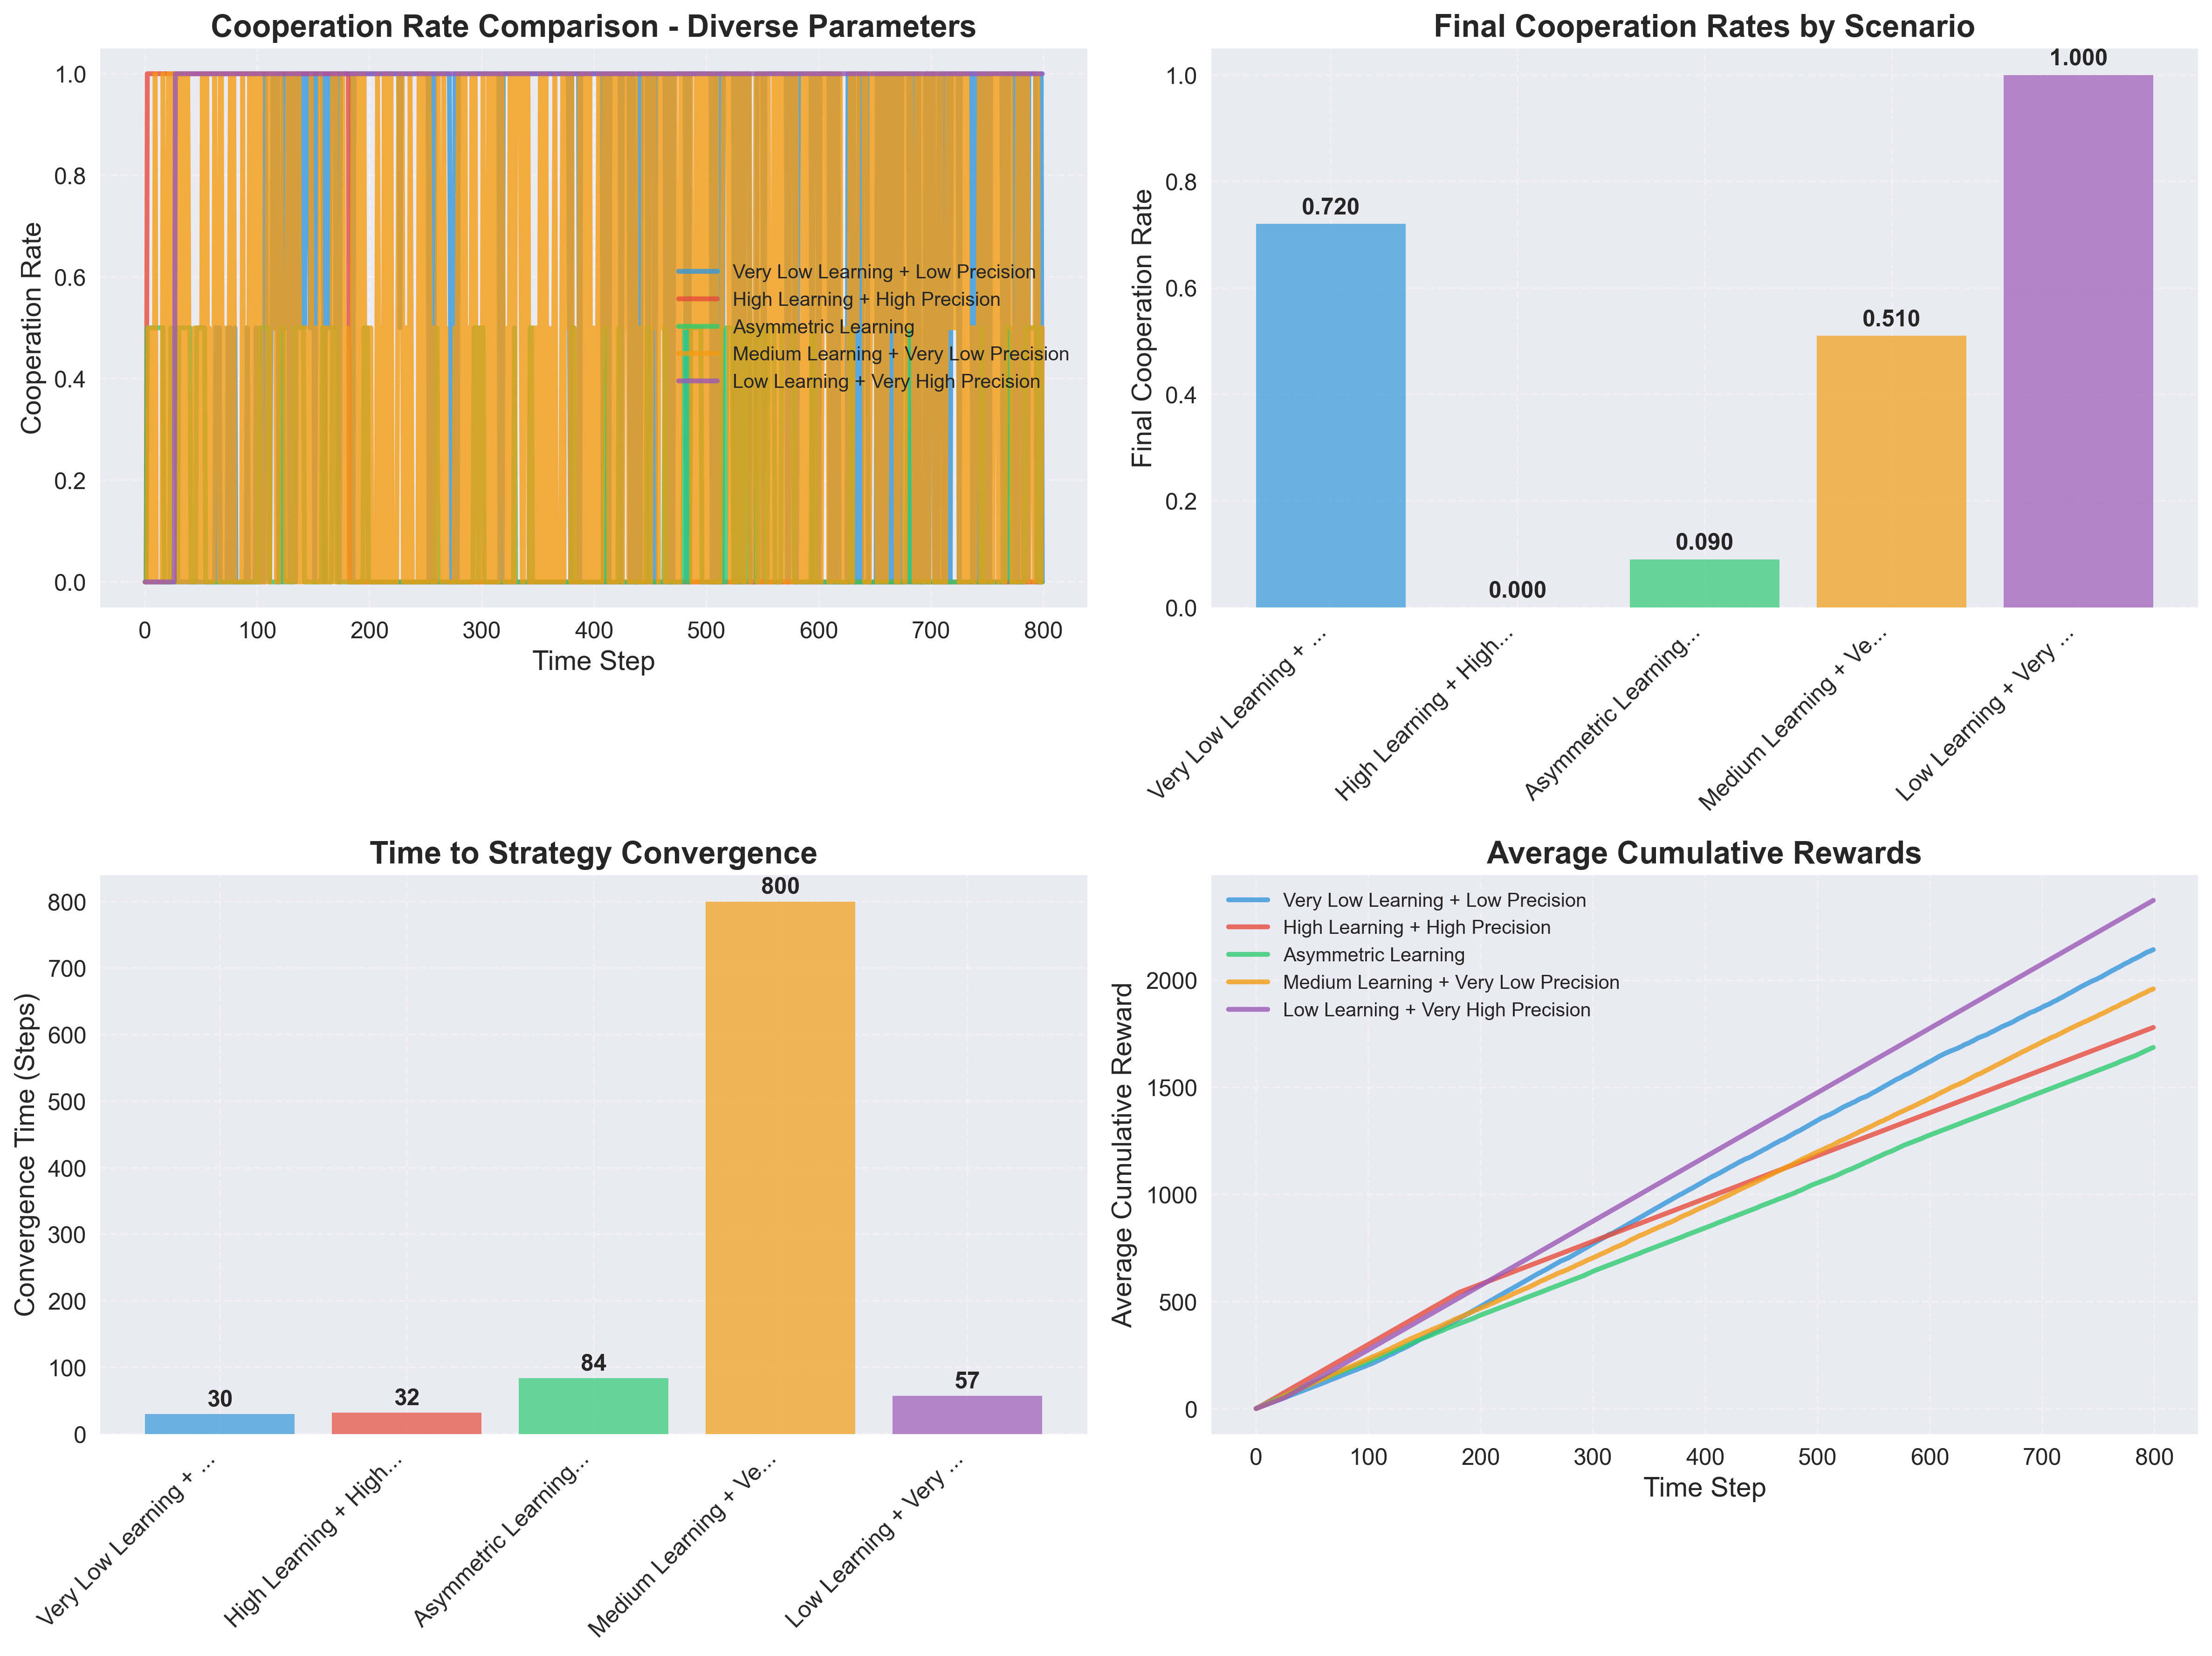 Cooperation Rate Comparison - Diverse Parameters
Cooperation Rate
1.0
0.8
0.6
0.4
0.2
0.0
Very Low Learning + Low Precision
High Learning + High Precision
Asymmetric Learning
Medium Learning + Very Low Precision
Low Learning + Very High Precision
0 100 200 300 400 500 600 700 800
Time Step
Final Cooperation Rates by Scenario
Final Cooperation Rate
1.0
0.8
0.6
0.4
0.2
0.0
0.720
0.000
0.090
0.510
1.000
Very Low Learning + ...
High Learning + High...
Asymmetric Learning...
Medium Learning + Ve...
Low Learning + Very ...
Time to Strategy Convergence
Convergence Time (Steps)
800
700
600
500
400
300
200
100
0
30
32
84
800
57
Very Low Learning + ...
High Learning + High...
Asymmetric Learning...
Medium Learning + Ve...
Low Learning + Very ...
Average Cumulative Rewards
Average Cumulative Reward
2000
1500
1000
500
0
Very Low Learning + Low Precision
High Learning + High Precision
Asymmetric Learning
Medium Learning + Very Low Precision
Low Learning + Very High Precision
0 100 200 300 400 500 600 700 800
Time Step